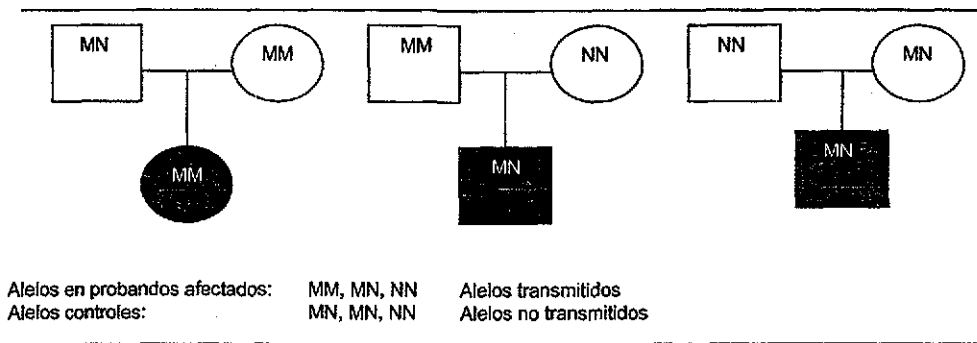 MN MM MM NN NN MN
MM MN MN
Alelos en probandos afectados: MM, MN, NN Alelos transmitidos
Alelos controles: MN, MN, NN Alelos no transmitidos